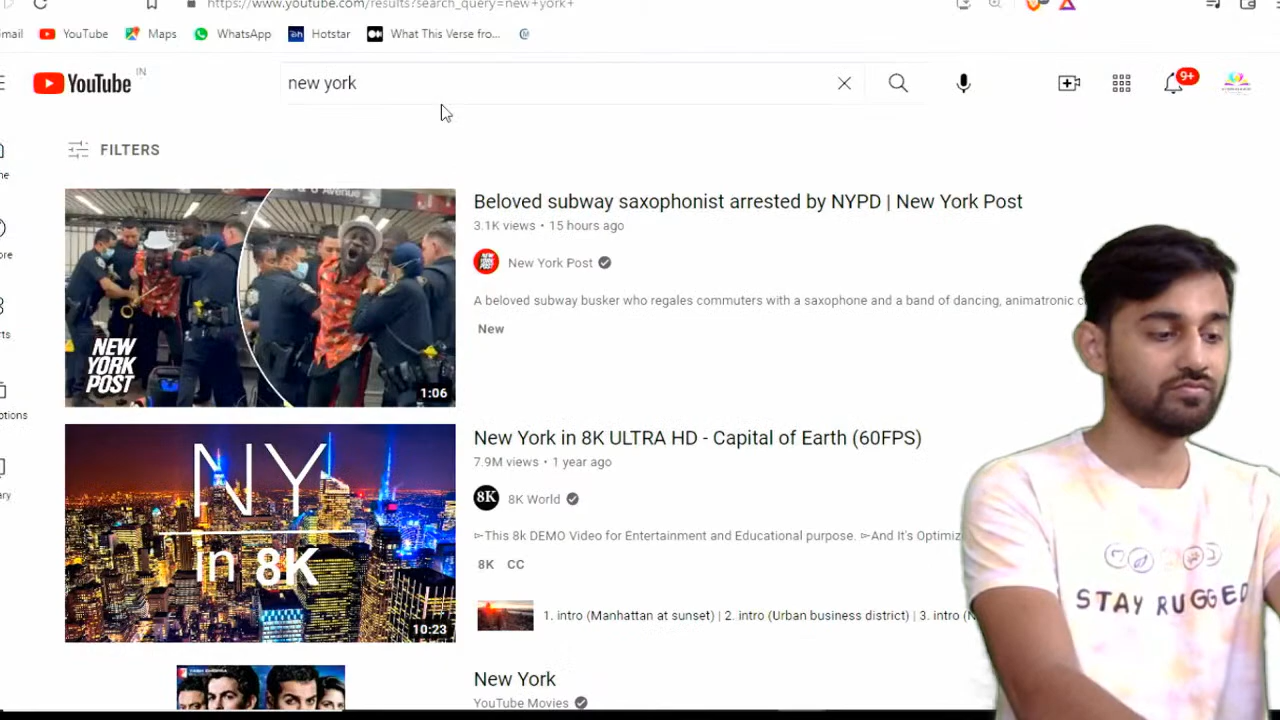 https://www.youtube.com/results?search_query=new+york+
mail YouTube Maps WhatsApp Hotstar What This Verse fro...
YouTube IN
new york
9+
FILTERS
Beloved subway saxophonist arrested by NYPD | New York Post
3.1K views • 15 hours ago
NEW YORK POST
New York Post
A beloved subway busker who regales commuters with a saxophone and a band of dancing, animatronic c
New
NEW
YORK
POST
1:06
New York in 8K ULTRA HD - Capital of Earth (60FPS)
7.9M views • 1 year ago
8K 8K World
▻This 8k DEMO Video for Entertainment and Educational purpose. ▻And It's Optimiz
8K CC
1. intro (Manhattan at sunset) | 2. intro (Urban business district) | 3. intro (N
NY
in 8K
10:23
New York
YouTube Movies
STAY RUGGED